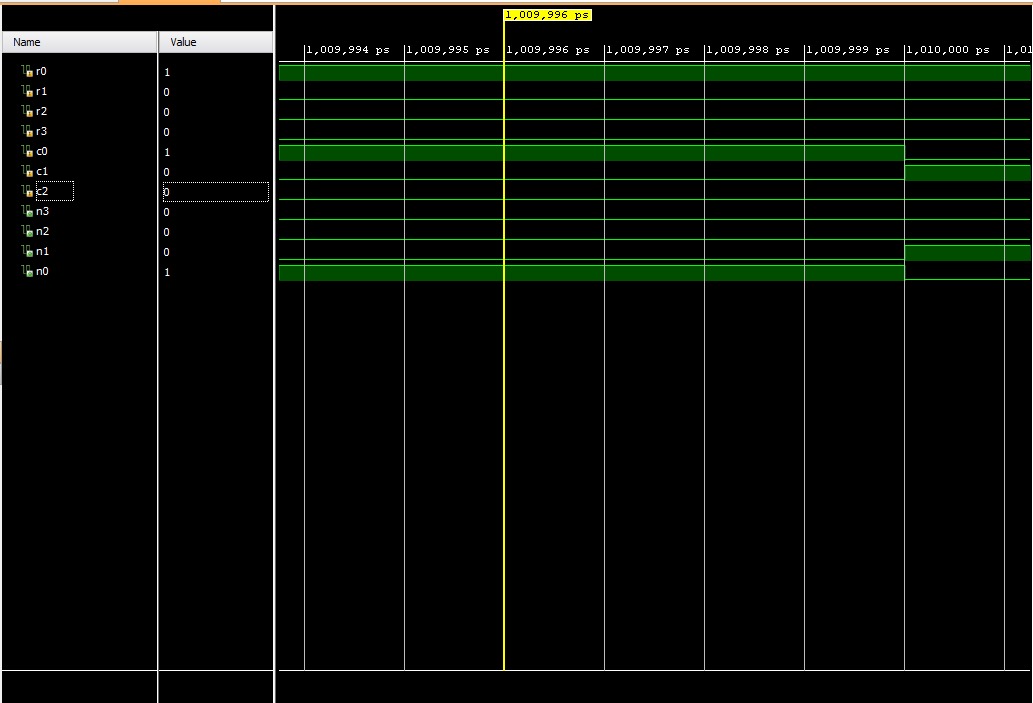 1,009,996 ps
Name Value
1,009,994 ps 1,009,995 ps 1,009,996 ps 1,009,997 ps 1,009,998 ps 1,009,999 ps 1,010,000 ps 1,01
r0 1
r1 0
r2 0
r3 0
c0 1
c1 0
c2 0
n3 0
n2 0
n1 0
n0 1